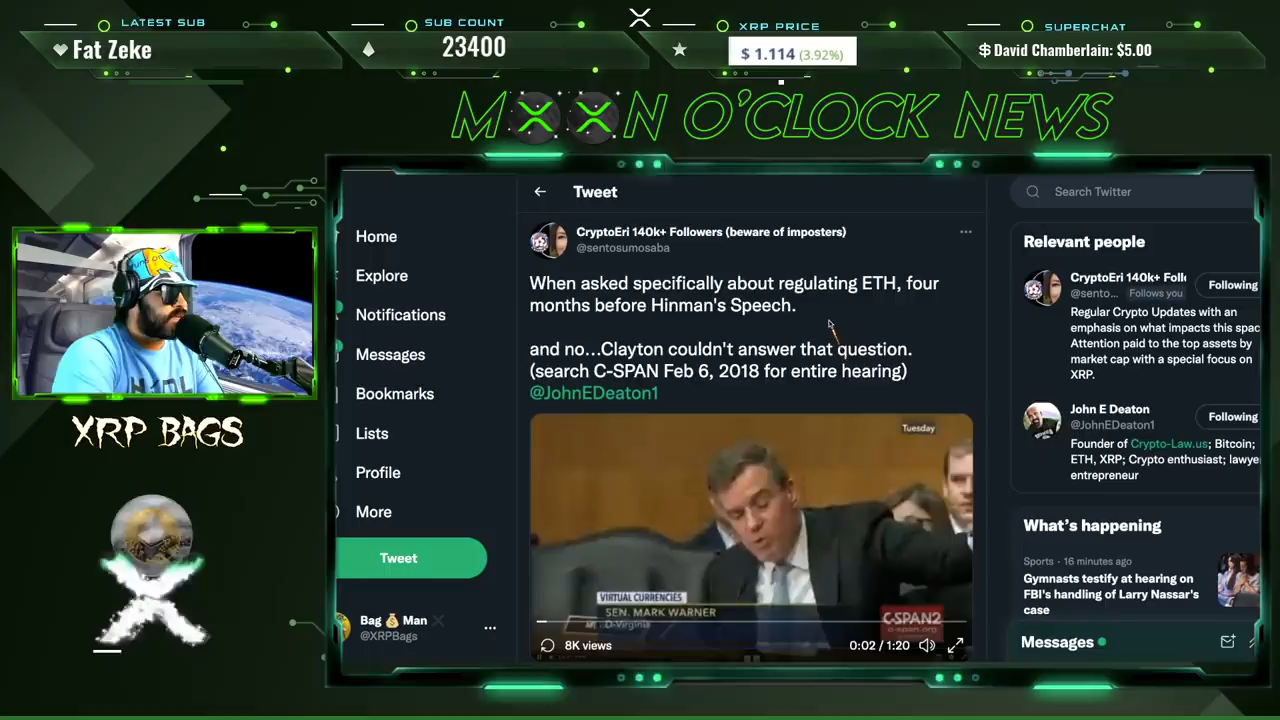 LATEST SUB
Fat Zeke
SUB COUNT
23400
XRP PRICE
$ 1.114 (3.92%)
SUPERCHAT
David Chamberlain: $5.00
MOON O'CLOCK NEWS
XRP BAGS
Home
Explore
Notifications
Messages
Bookmarks
Lists
Profile
More
Tweet
Bag 💰 Man
@XRPBags
Tweet
CryptoEri 140k+ Followers (beware of imposters)
@sentosumosaba
When asked specifically about regulating ETH, four
months before Hinman's Speech.
and no...Clayton couldn't answer that question.
(search C-SPAN Feb 6, 2018 for entire hearing)
@JohnEDeaton1
Tuesday
VIRTUAL CURRENCIES
SEN. MARK WARNER
D-Virginia
C-SPAN2
c-span.org
8K views
0:02 / 1:20
Search Twitter
Relevant people
CryptoEri 140k+ Foll
@sento... Follows you
Following
Regular Crypto Updates with an
emphasis on what impacts this spac
Attention paid to the top assets by
market cap with a special focus on
XRP.
John E Deaton
@JohnEDeaton1
Following
Founder of Crypto-Law.us; Bitcoin;
ETH, XRP; Crypto enthusiast; lawye
entrepreneur
What's happening
Sports · 16 minutes ago
Gymnasts testify at hearing on
FBI's handling of Larry Nassar's
case
Messages